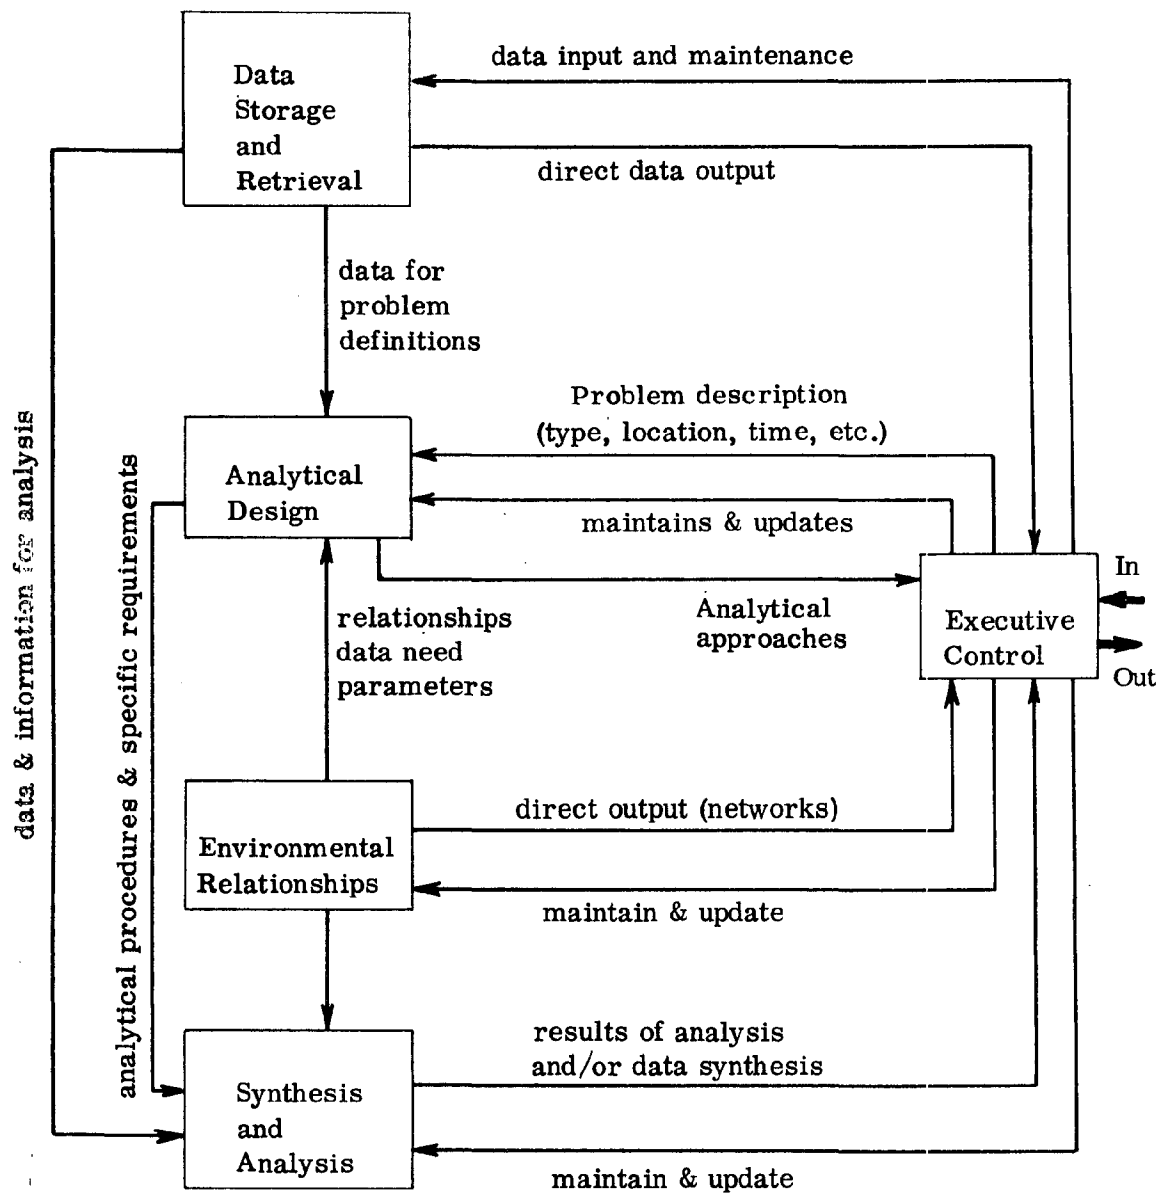 data input and maintenance
Data
Storage
and
Retrieval
direct data output
data for
problem
definitions
Problem description
(type, location, time, etc.)
Analytical
Design
maintains & updates
In
Analytical
approaches
Executive
Control
Out
relationships
data need
parameters
data & information for analysis
analytical procedures & specific requirements
direct output (networks)
Environmental
Relationships
maintain & update
results of analysis
and/or data synthesis
Synthesis
and
Analysis
maintain & update